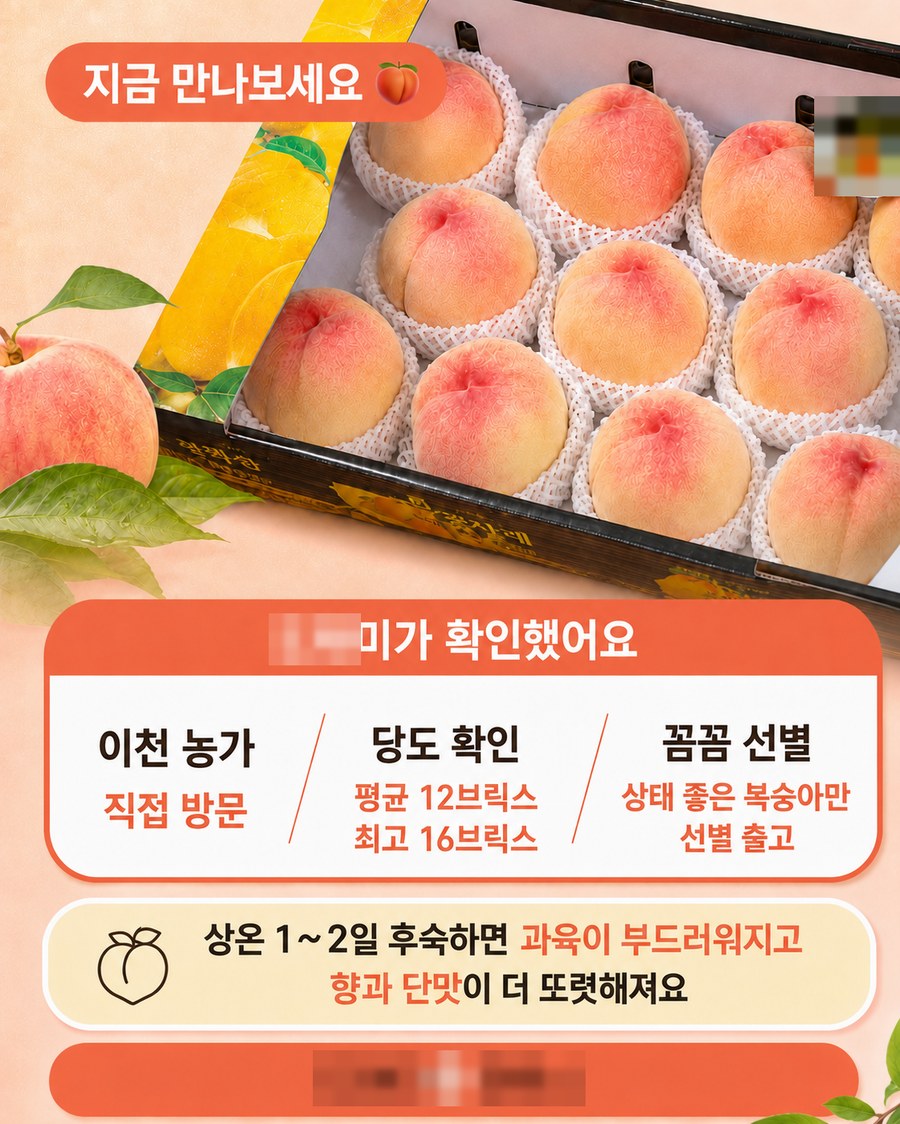 지금 만나보세요
미가 확인했어요
이천 농가
직접 방문
당도 확인
평균 12브릭스
최고 16브릭스
꼼꼼 선별
상태 좋은 복숭아만
선별 출고
상온 1~2일 후숙하면 과육이 부드러워지고
향과 단맛이 더 또렷해져요